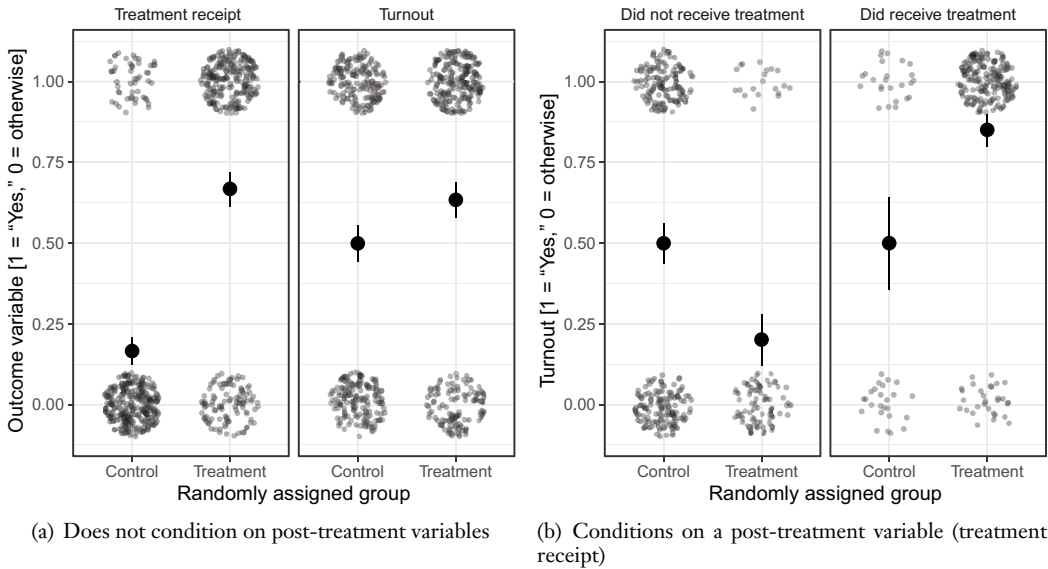 Treatment receipt
Turnout
Outcome variable [1 = “Yes,” 0 = otherwise]
1.00
0.75
0.50
0.25
0.00
Control
Treatment
Control
Treatment
Randomly assigned group
(a) Does not condition on post-treatment variables
Did not receive treatment
Did receive treatment
Turnout [1 = “Yes,” 0 = otherwise]
1.00
0.75
0.50
0.25
0.00
Control
Treatment
Control
Treatment
Randomly assigned group
(b) Conditions on a post-treatment variable (treatment
receipt)